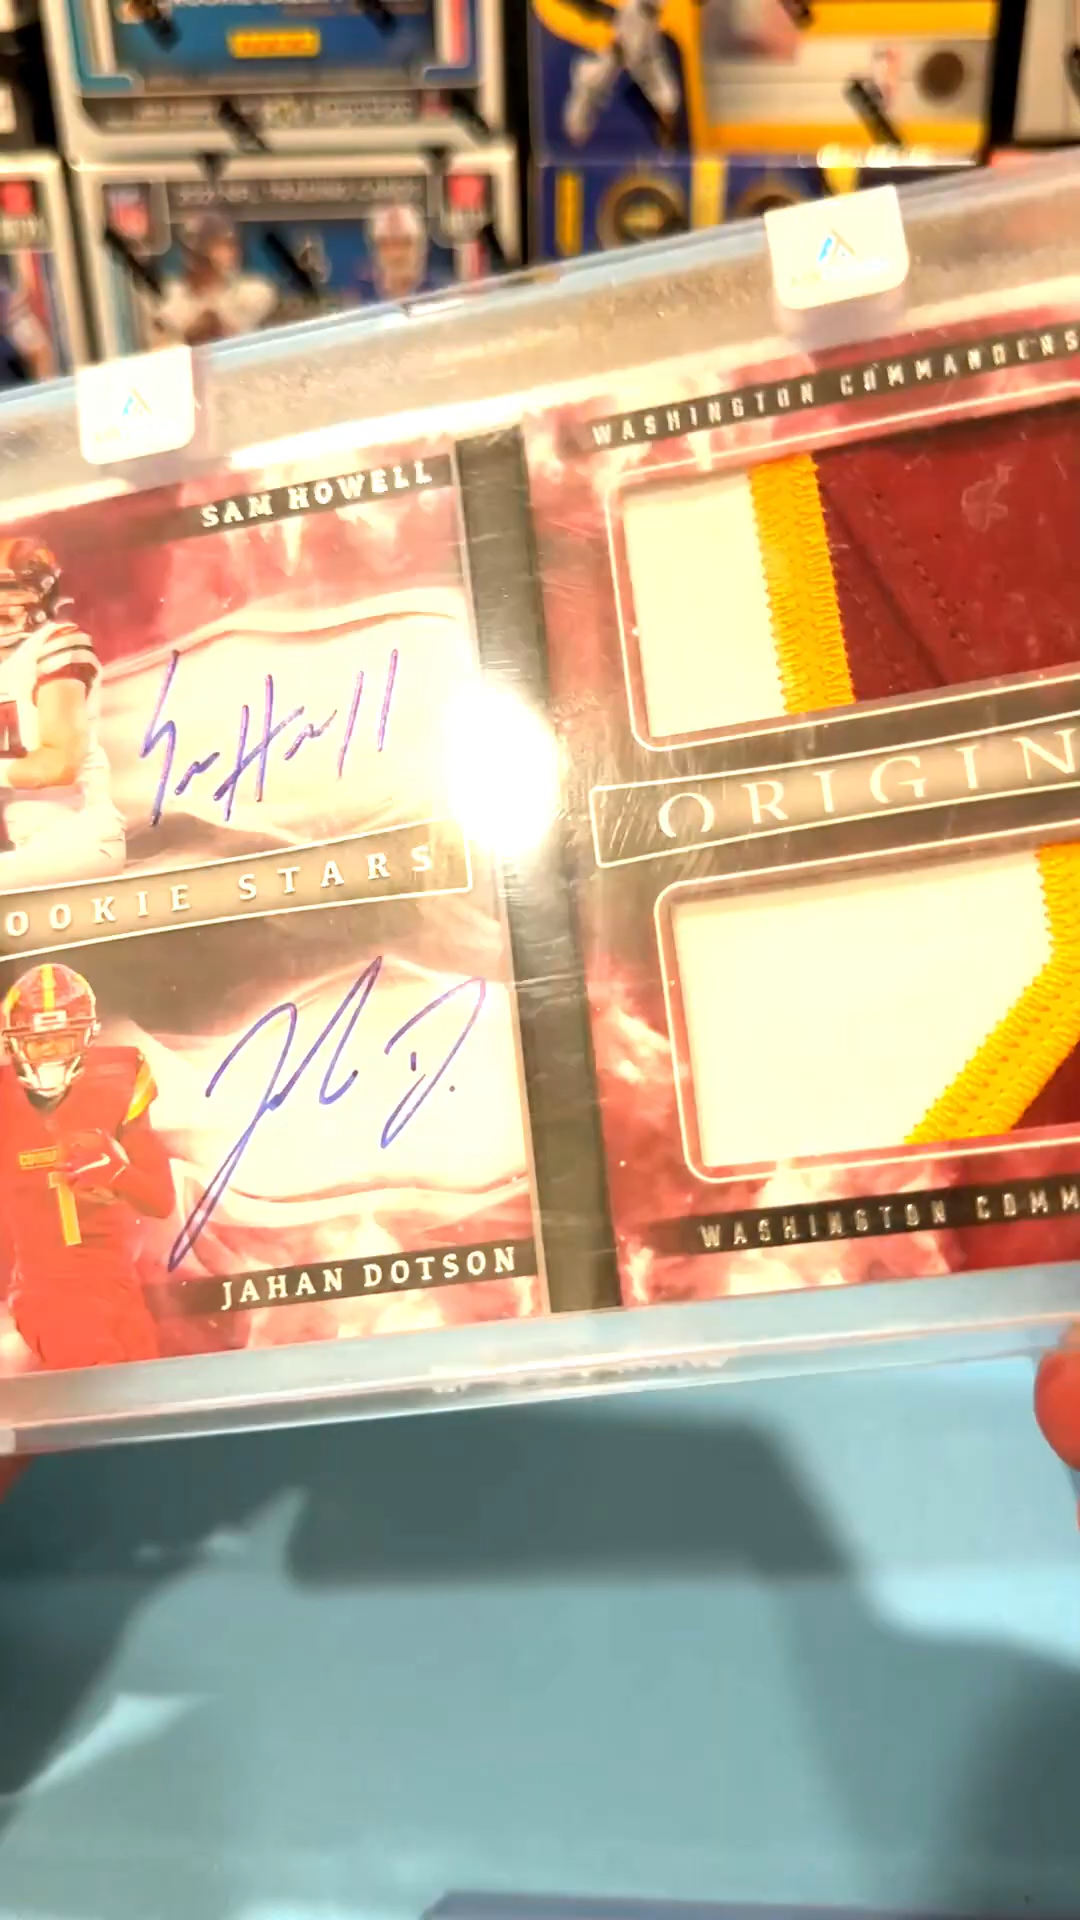 SAM HOWELL
OOKIE STARS
JAHAN DOTSON
WASHINGTON COMMANDERS
ORIGIN
WASHINGTON COMM